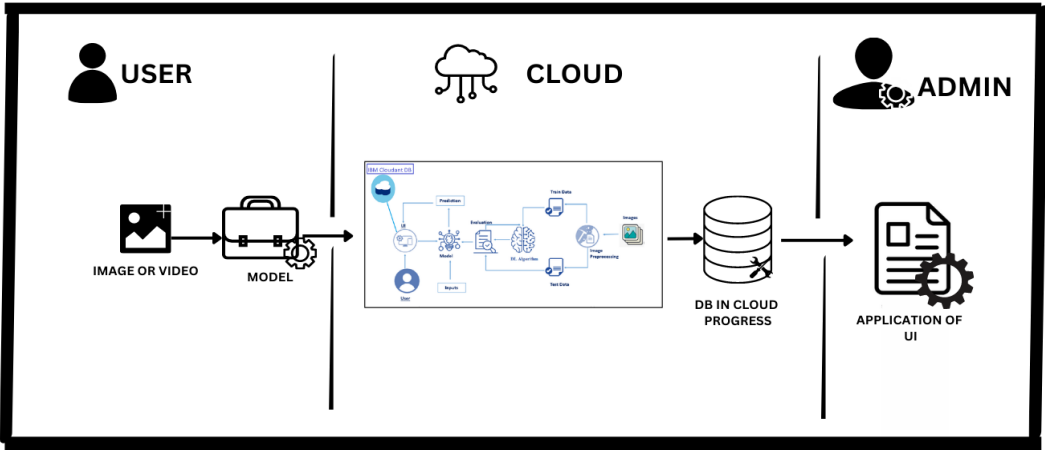 USER
CLOUD
ADMIN
IMAGE OR VIDEO
MODEL
IBM Cloudant DB
Prediction
Train Data
UI
Evaluation
Images
Model
DL Algorithm
Image
Preprocessing
User
Inputs
Test Data
DB IN CLOUD
PROGRESS
APPLICATION OF
UI